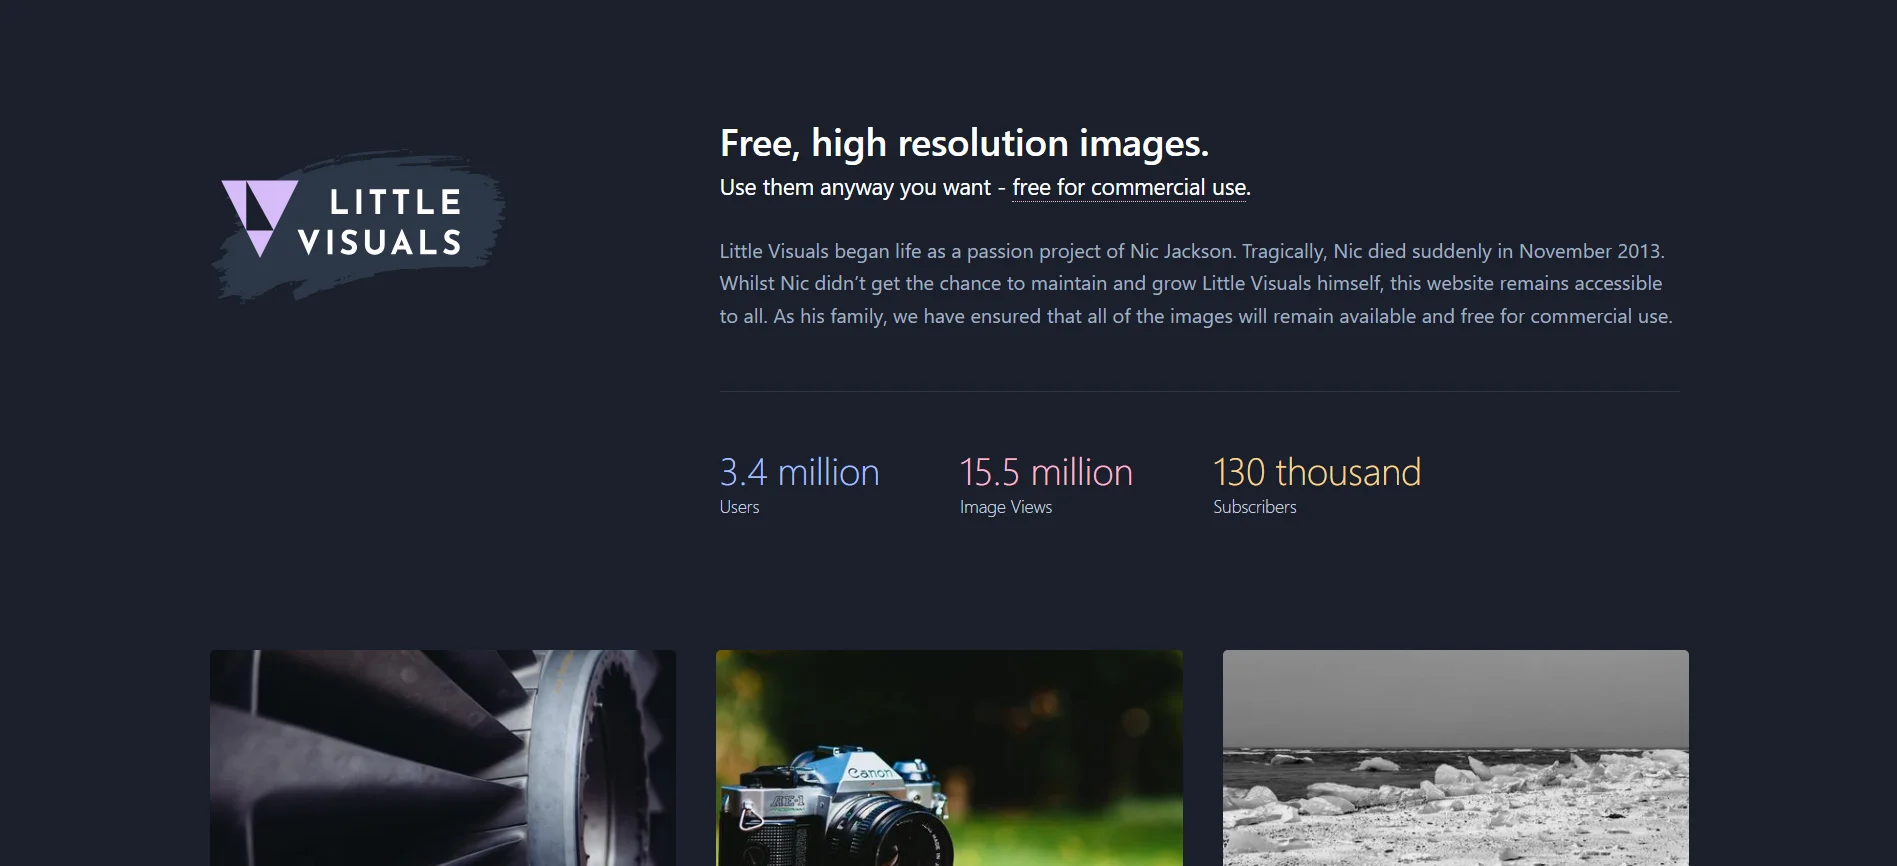 LITTLE
VISUALS
Free, high resolution images.
Use them anyway you want - free for commercial use.
Little Visuals began life as a passion project of Nic Jackson. Tragically, Nic died suddenly in November 2013.
Whilst Nic didn’t get the chance to maintain and grow Little Visuals himself, this website remains accessible
to all. As his family, we have ensured that all of the images will remain available and free for commercial use.
3.4 million
Users
15.5 million
Image Views
130 thousand
Subscribers
Canon
AE-1